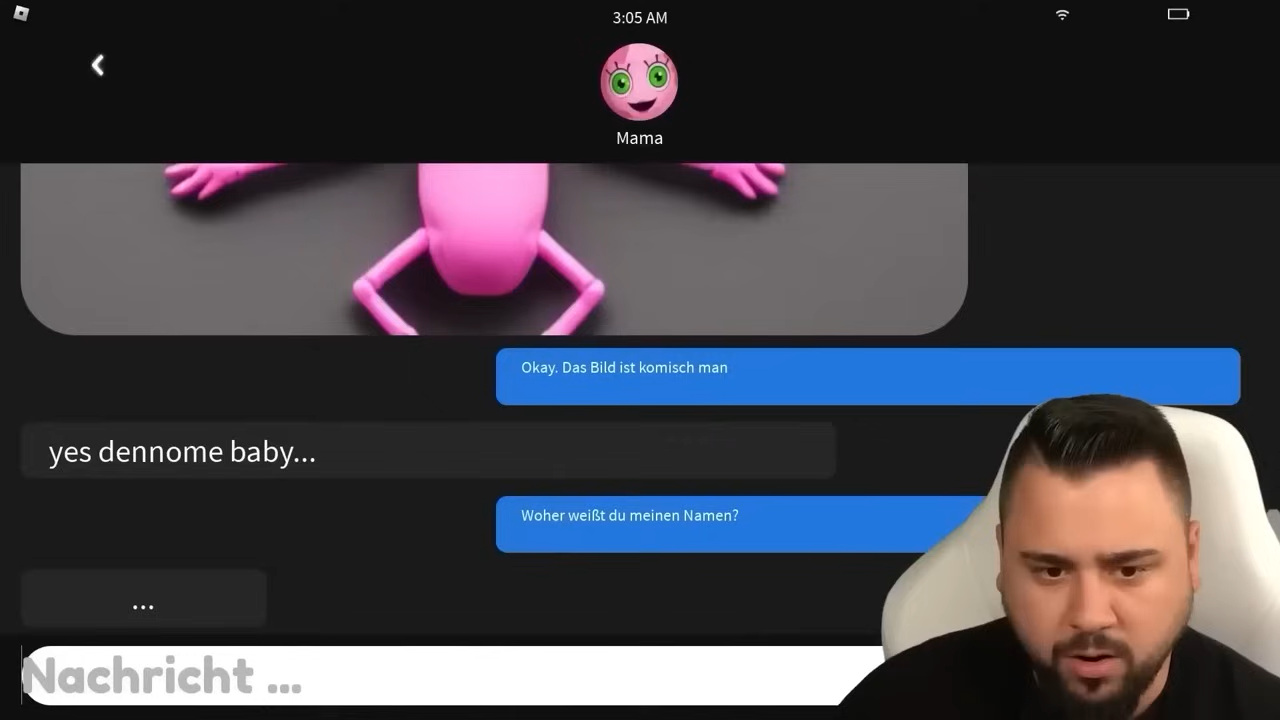 3:05 AM
Mama
Okay. Das Bild ist komisch man
yes dennome baby...
Woher weißt du meinen Namen?
...
Nachricht ...